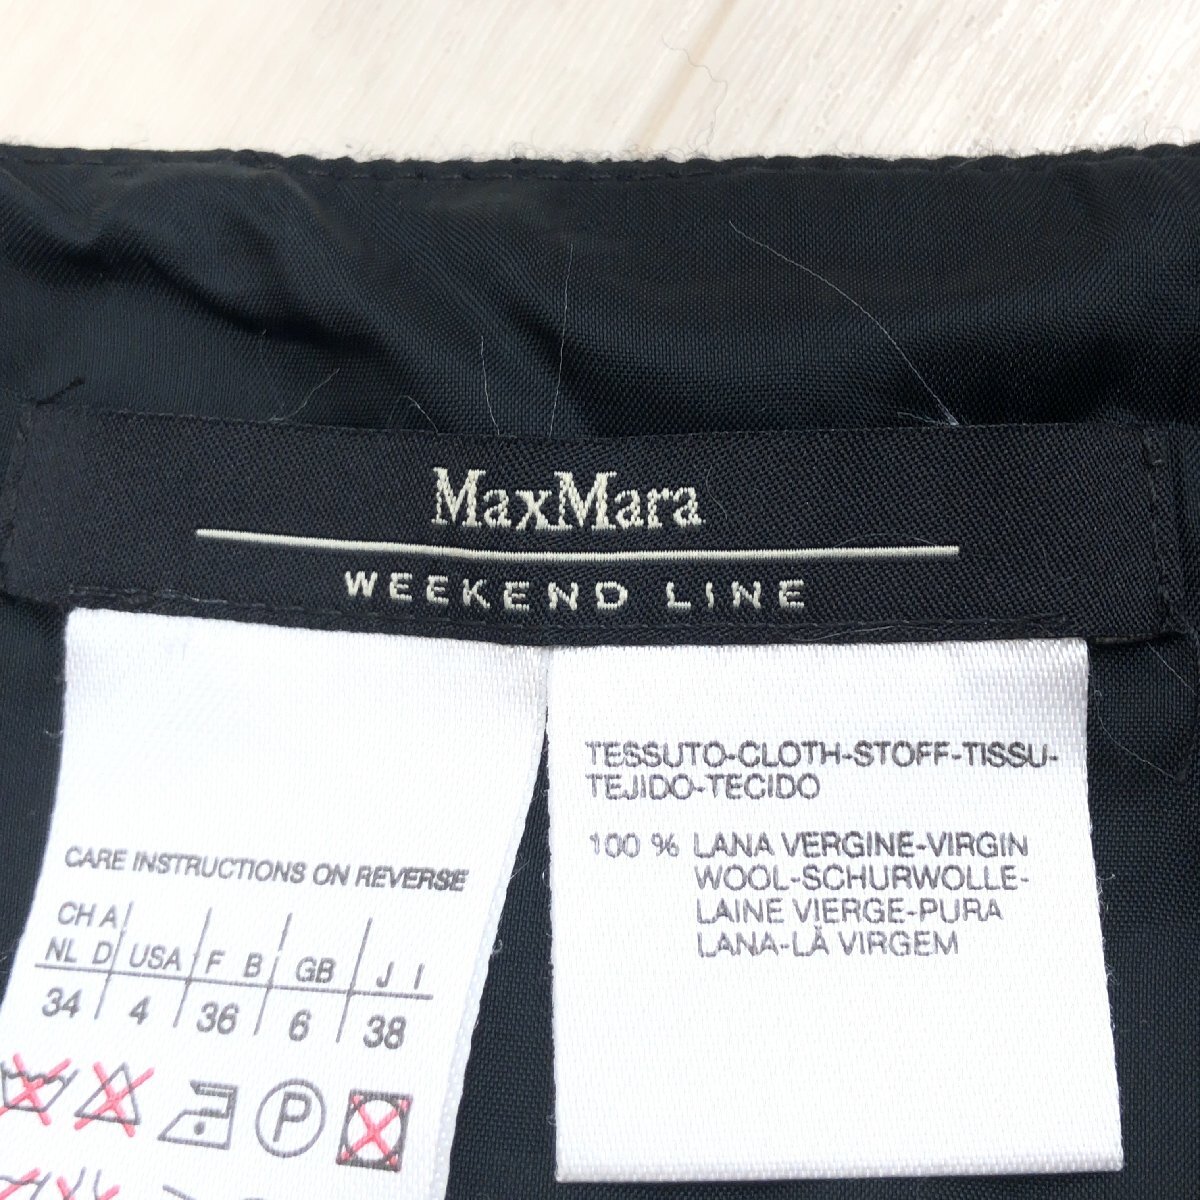 MaxMara
WEEKEND LINE
CARE INSTRUCTIONS ON REVERSE
CH A
NL D USA F B GB J I
34 4 36 6 38
P
TESSUTO-CLOTH-STOFF-TISSU-
TEJIDO-TECIDO
100 % LANA VERGINE-VIRGIN
WOOL-SCHURWOLLE-
LAINE VIERGE-PURA
LANA-LÃ VIRGEM